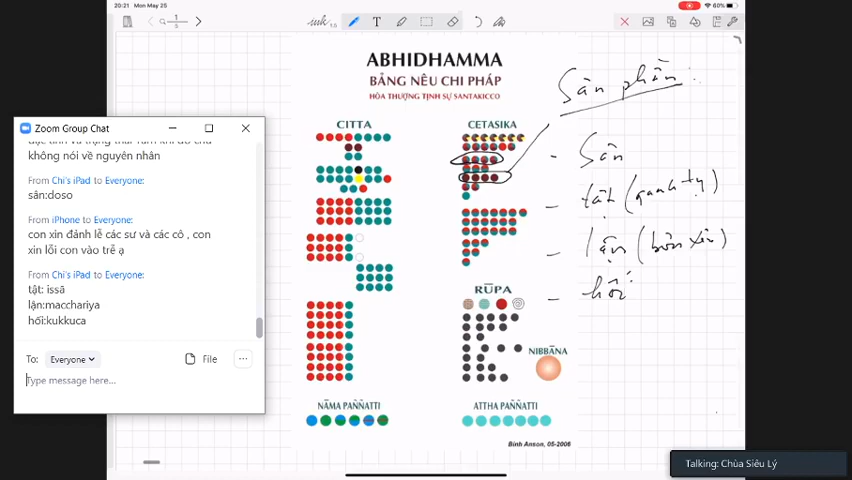 20:21 Mon May 25
60%
1
5
ABHIDHAMMA
BẢNG NÊU CHI PHÁP
HÒA THƯỢNG TỊNH SỰ SANTAKICCO
CITTA
CETASIKA
RŪPA
NIBBĀNA
NĀMA PAÑÑATTI
ATTHA PAÑÑATTI
Bình Anson, 05-2006
Sân phần:
- Sân
- tật (ganh tỵ)
- lận (bỏn xẻn)
- hối
Zoom Group Chat
không nói về nguyên nhân
From Chi's iPad to Everyone:
sân:doso
From iPhone to Everyone:
con xin đảnh lễ các sư và các cô , con
xin lỗi con vào trễ ạ
From Chi's iPad to Everyone:
tật: issā
lận:macchariya
hối:kukkuca
To: Everyone
File
Type message here...
Talking: Chùa Siêu Lý